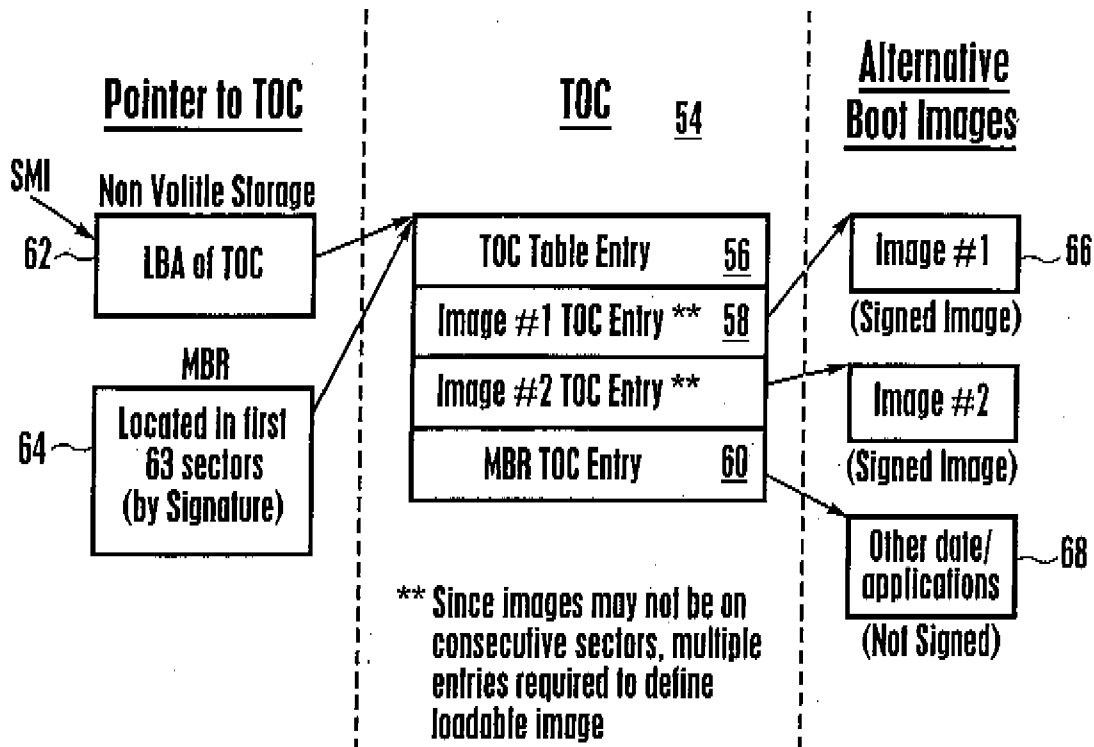 Pointer to TOC
SMI
Non Volitle Storage
62
LBA of TOC
MBR
64
Located in first
63 sectors
(by Signature)
TOC
54
TOC Table Entry 56
Image #1 TOC Entry ** 58
Image #2 TOC Entry **
MBR TOC Entry 60
** Since images may not be on
consecutive sectors, multiple
entries required to define
loadable image
Alternative
Boot Images
Image #1
66
(Signed Image)
Image #2
(Signed Image)
Other date/
applications
68
(Not Signed)